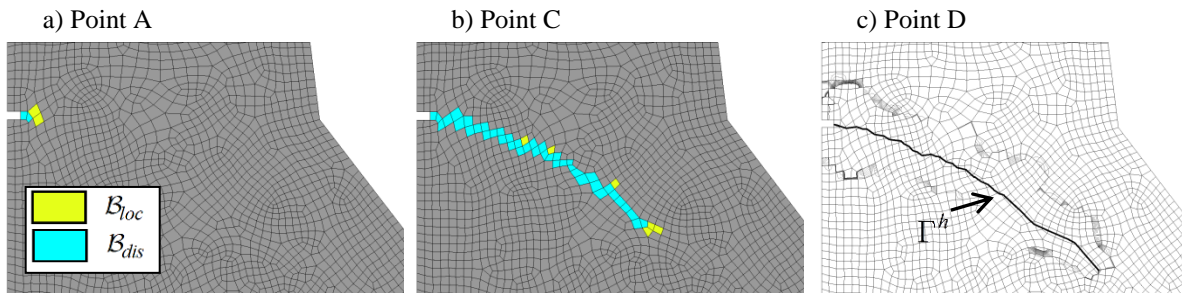 a) Point A
b) Point C
c) Point D
ℬloc
ℬdis
Γʰ